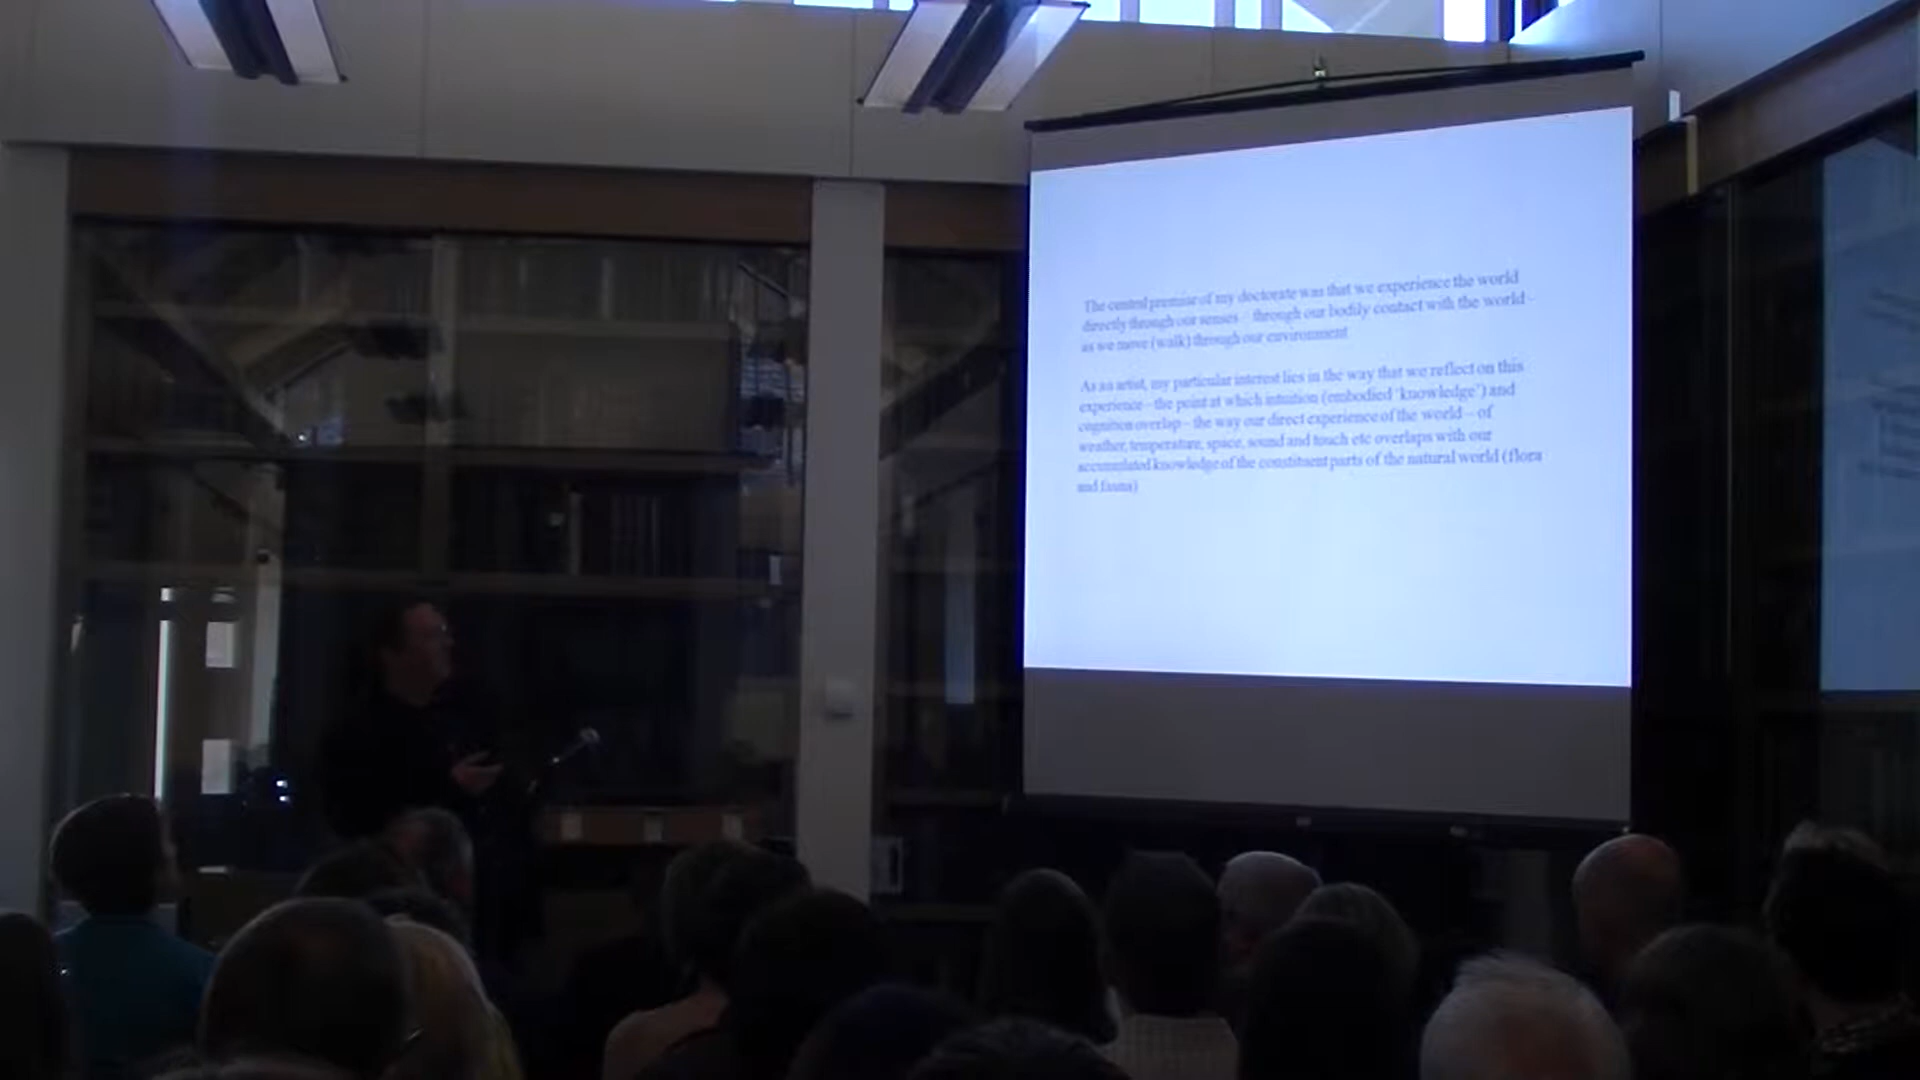 The central premise of my doctorate was that we experience the world
directly through our senses – through our bodily contact with the world –
as we move (walk) through our environment
As an artist, my particular interest lies in the way that we reflect on this
experience – the point at which intuition (embodied 'knowledge') and
cognition overlap – the way our direct experience of the world – of
weather, temperature, space, sound and touch etc overlaps with our
accumulated knowledge of the constituent parts of the natural world (flora
and fauna)